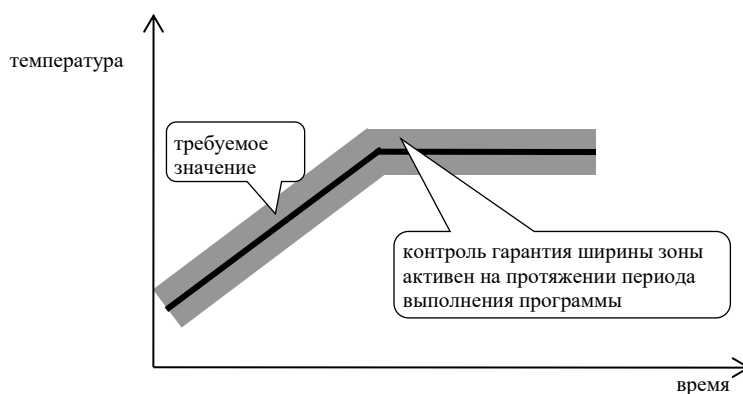 температура
требуемое
значение
контроль гарантия ширины зоны
активен на протяжении периода
выполнения программы
время